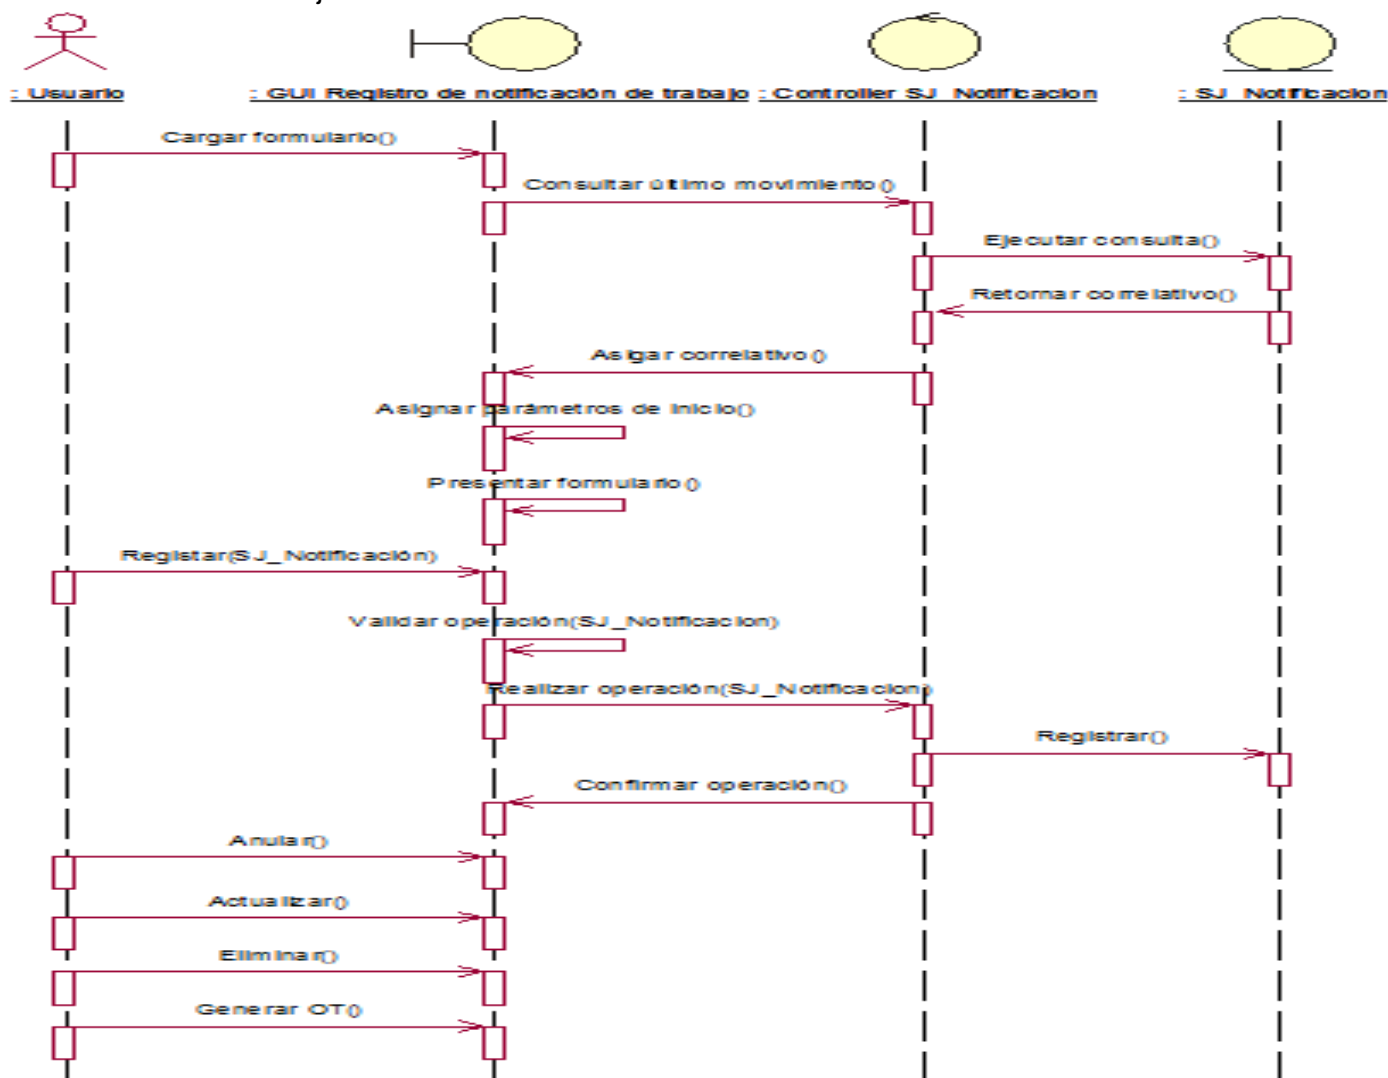 : Usuario
: GUI Registro de notificación de trabajo
: Controller SJ_Notificacion
: SJ_Notificacion
Cargar formulario()
Consultar último movimiento()
Ejecutar consulta()
Retornar correlativo()
Asigar correlativo()
Asignar parámetros de inicio()
Presentar formulario()
Registar(SJ_Notificación)
Validar operación(SJ_Notificacion)
Realizar operación(SJ_Notificacion)
Registrar()
Confirmar operación()
Anular()
Actualizar()
Eliminar()
Generar OT()